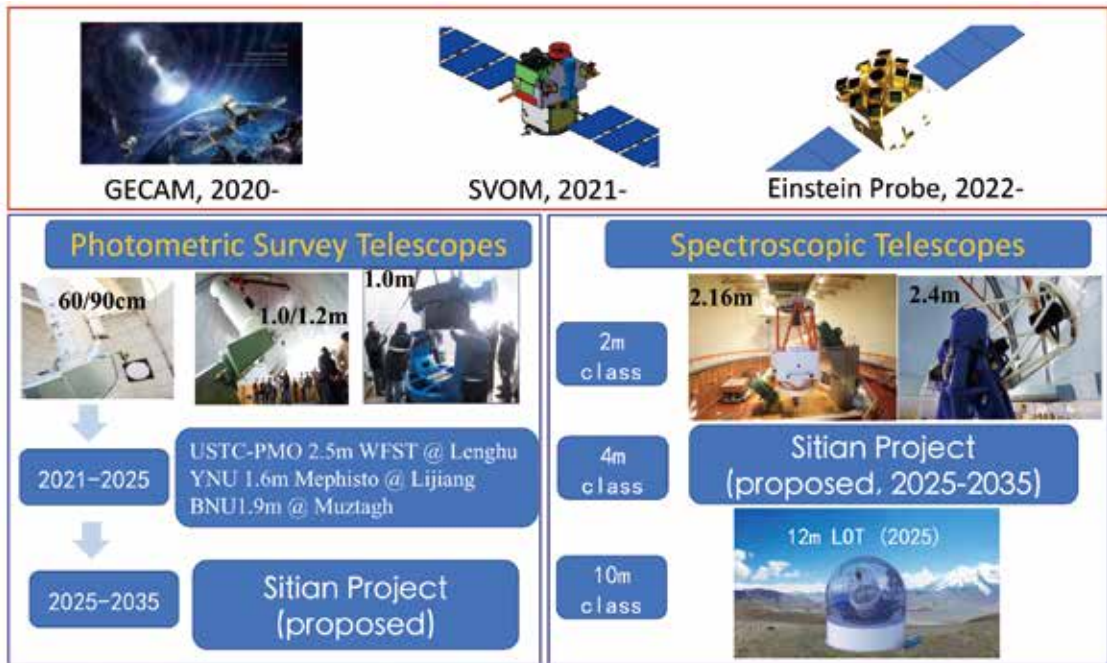 GECAM, 2020-
SVOM, 2021-
Einstein Probe, 2022-
Photometric Survey Telescopes
60/90cm
1.0/1.2m
1.0m
2021-2025
USTC-PMO 2.5m WFST @ Lenghu
YNU 1.6m Mephisto @ Lijiang
BNU1.9m @ Muztagh
2025-2035
Sitian Project
(proposed)
Spectroscopic Telescopes
2m
class
2.16m
2.4m
4m
class
Sitian Project
(proposed, 2025-2035)
10m
class
12m LOT (2025)